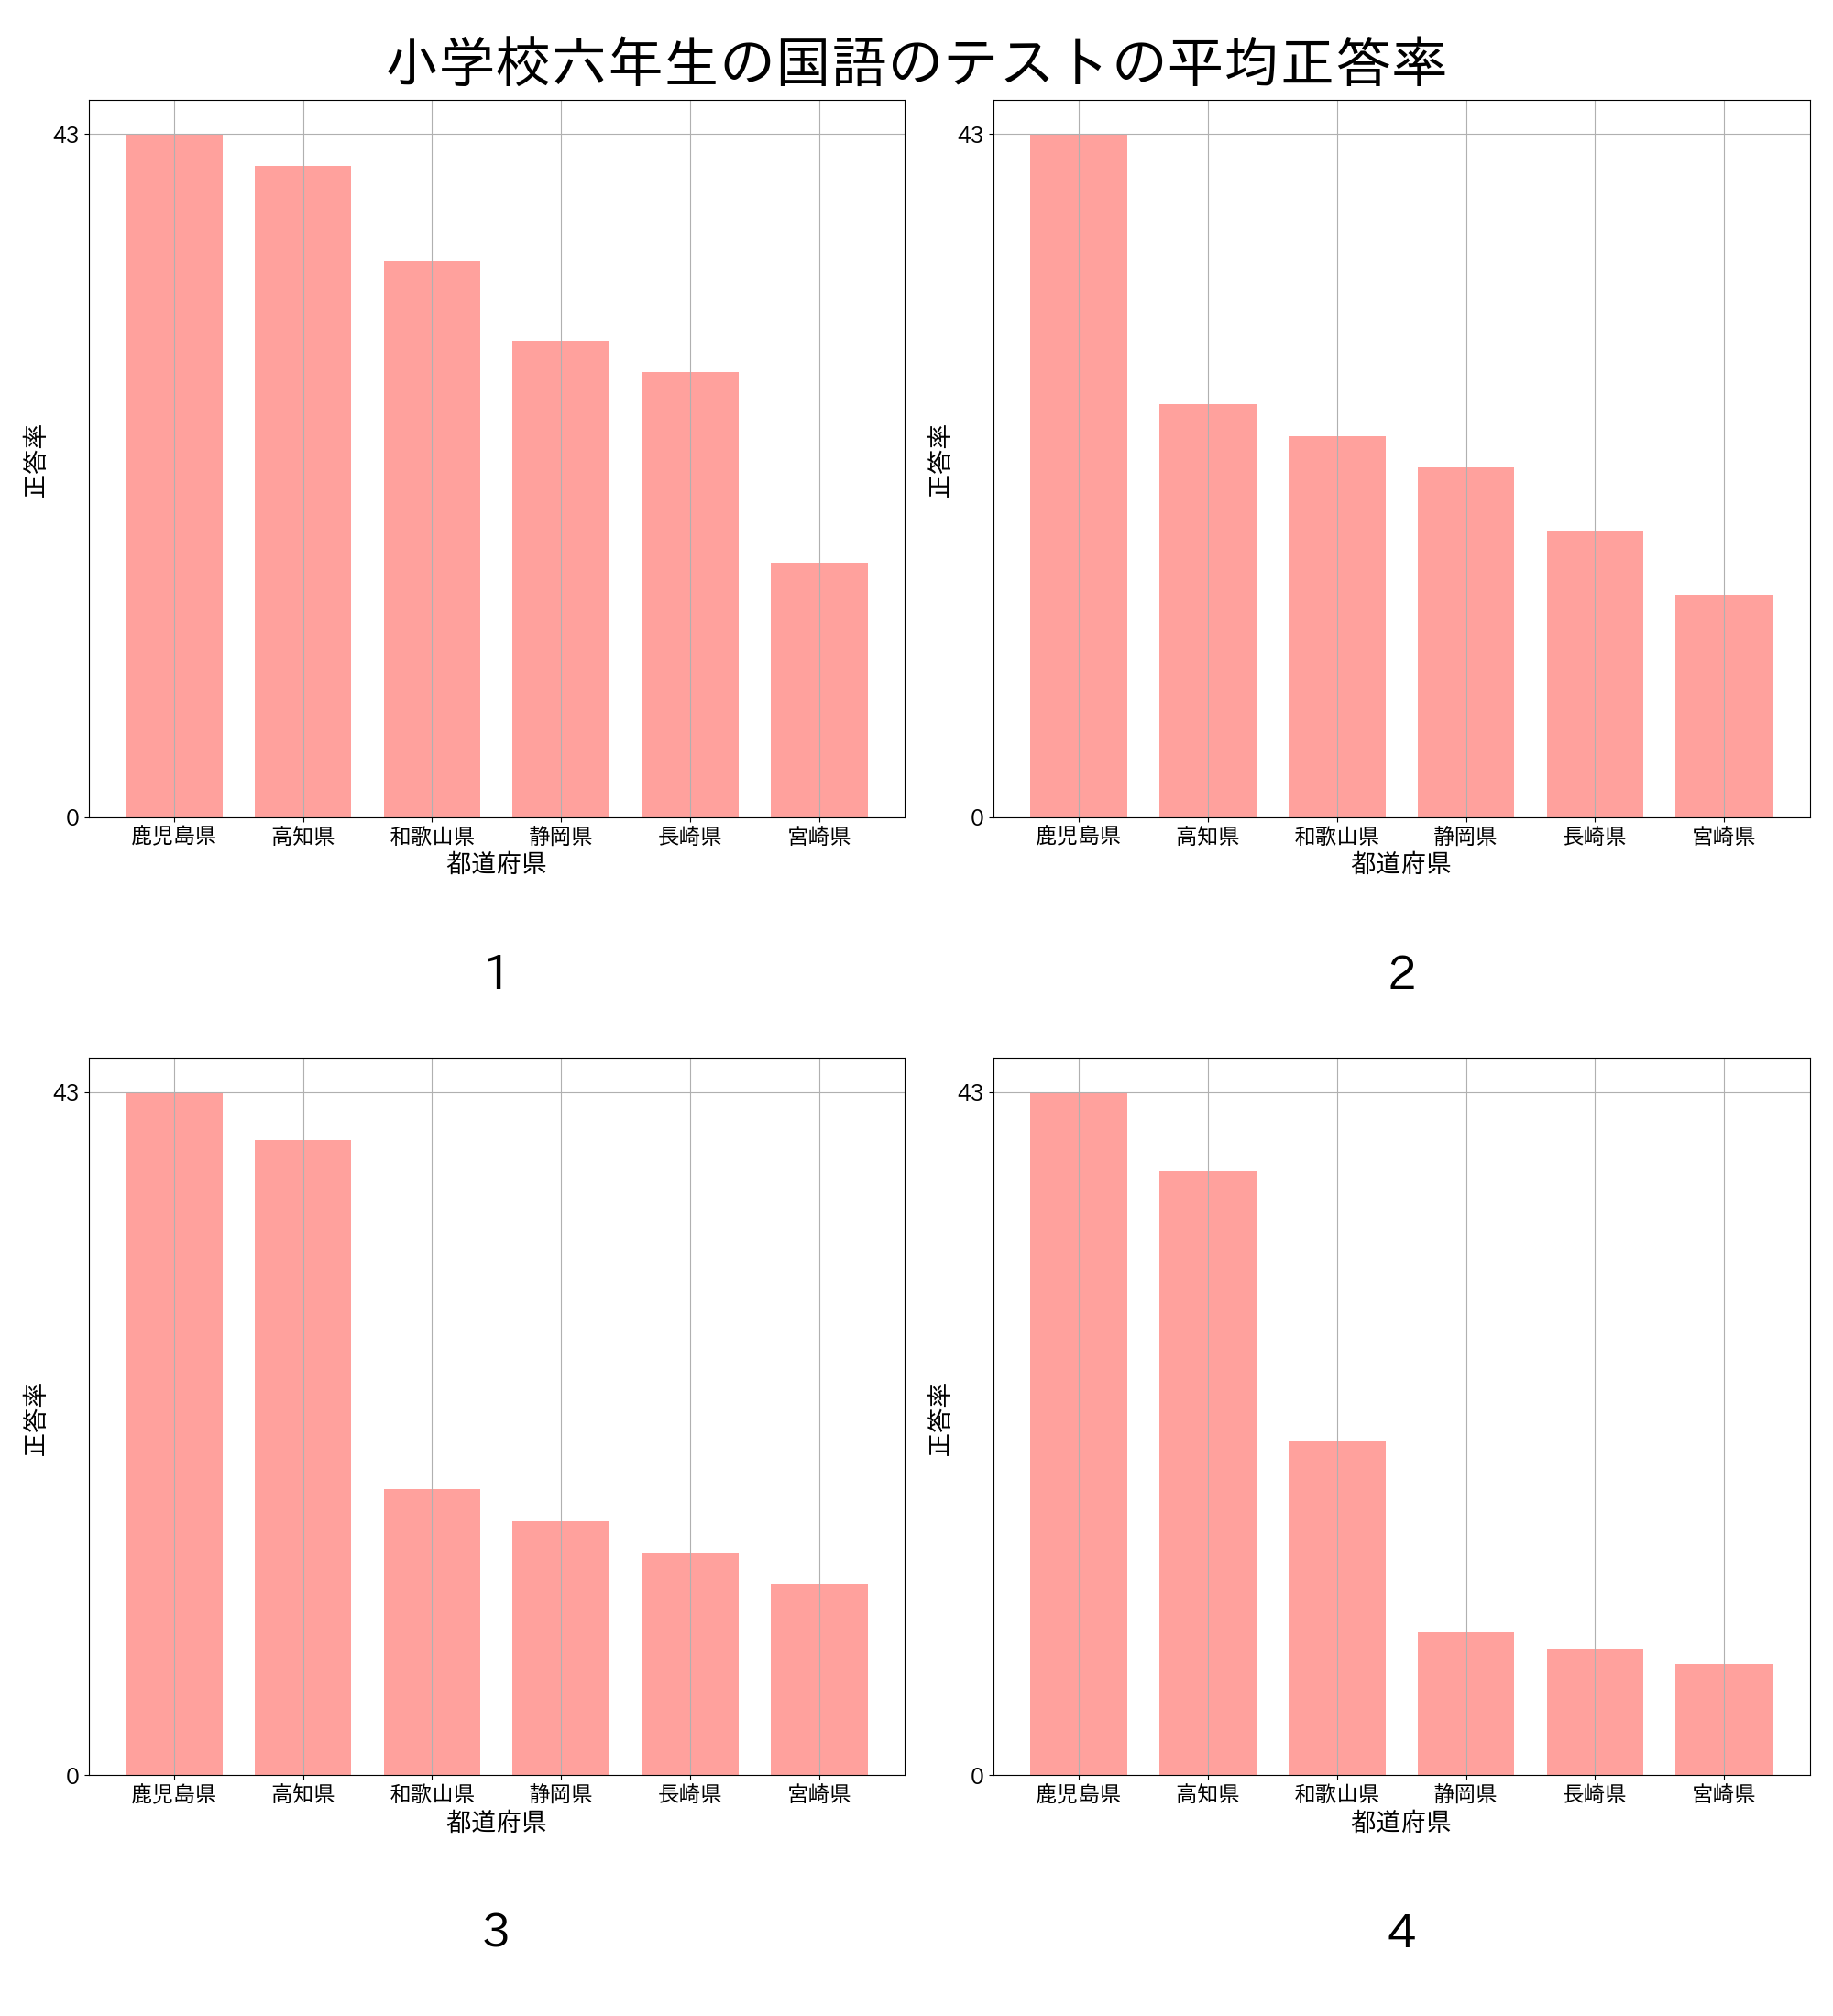 小学校六年生の国語のテストの平均正答率
43
0
正答率
鹿児島県 高知県 和歌山県 静岡県 長崎県 宮崎県
都道府県
1
43
0
正答率
鹿児島県 高知県 和歌山県 静岡県 長崎県 宮崎県
都道府県
2
43
0
正答率
鹿児島県 高知県 和歌山県 静岡県 長崎県 宮崎県
都道府県
3
43
0
正答率
鹿児島県 高知県 和歌山県 静岡県 長崎県 宮崎県
都道府県
4